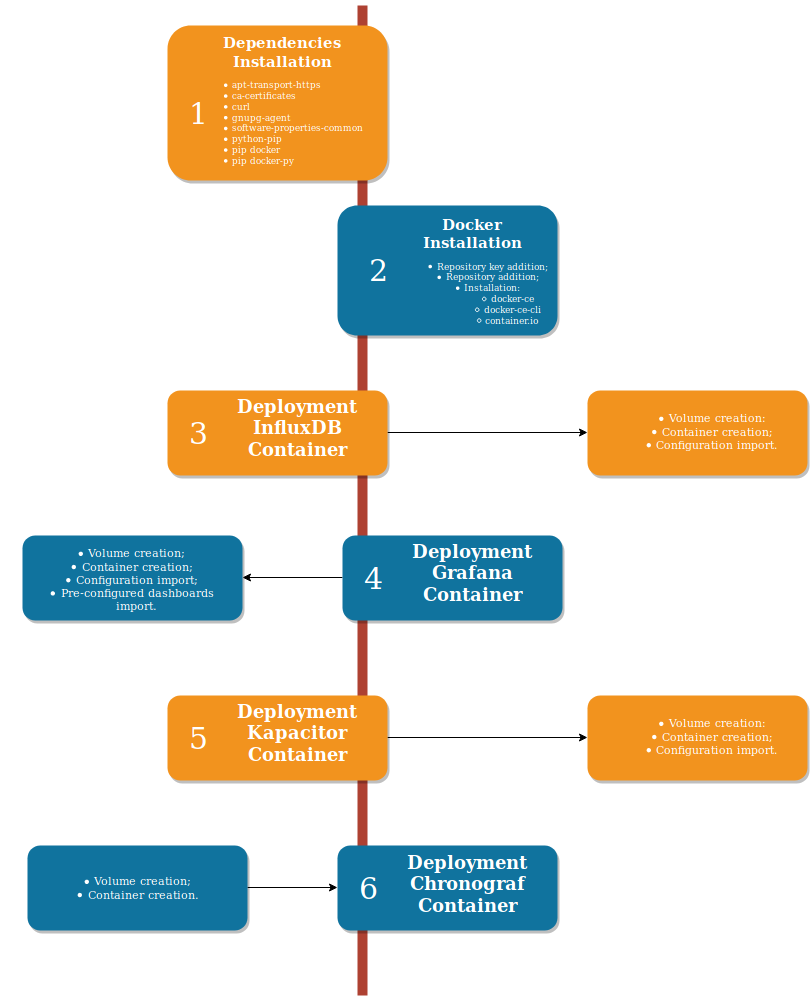 Dependencies
Installation
1
• apt-transport-https
• ca-certificates
• curl
• gnupg-agent
• software-properties-common
• python-pip
• pip docker
• pip docker-py
Docker
Installation
2
• Repository key addition;
• Repository addition;
• Installation:
◦ docker-ce
◦ docker-ce-cli
◦ container.io
3
Deployment
InfluxDB
Container
• Volume creation:
• Container creation;
• Configuration import.
• Volume creation;
• Container creation;
• Configuration import;
• Pre-configured dashboards
import.
4
Deployment
Grafana
Container
5
Deployment
Kapacitor
Container
• Volume creation:
• Container creation;
• Configuration import.
• Volume creation;
• Container creation.
6
Deployment
Chronograf
Container